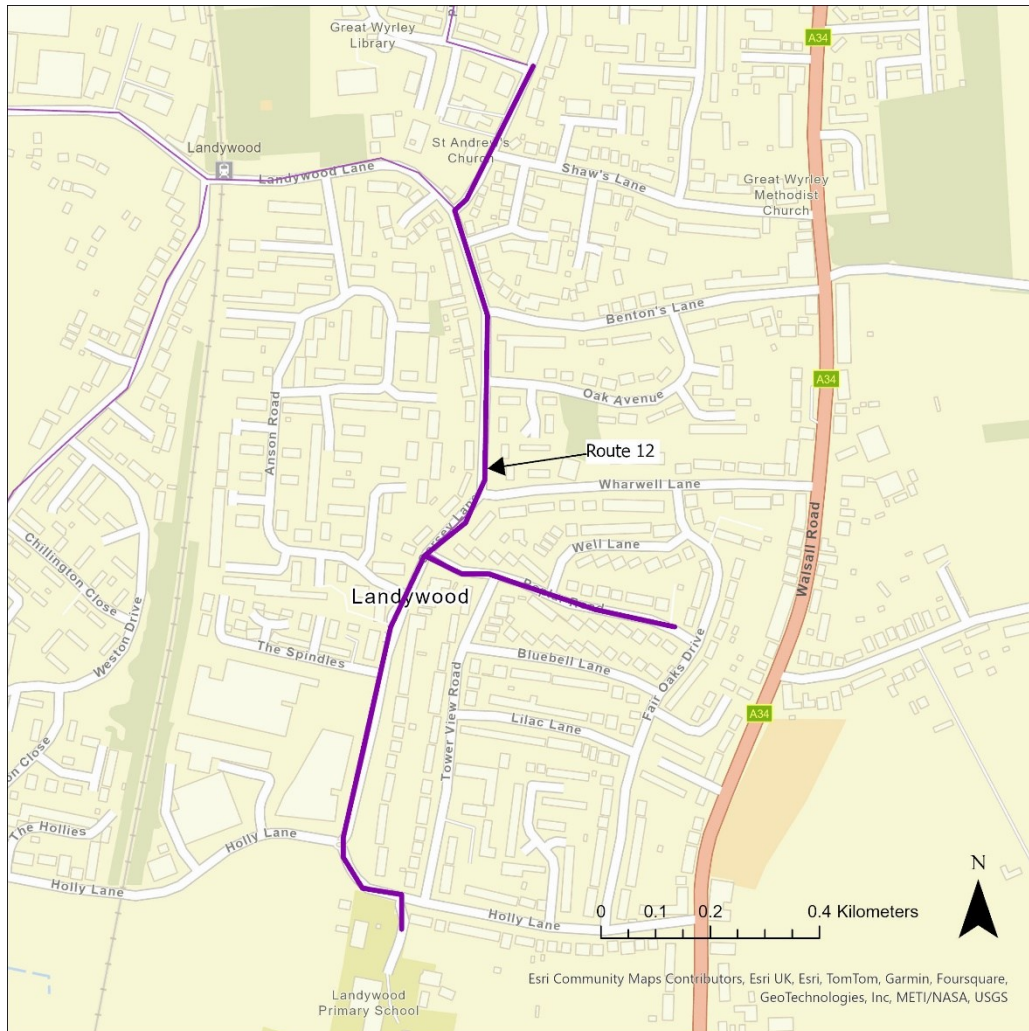 Great Wyrley
Library
A34
Landywood
St Andrew's
Church
Landywood Lane
Shaw's Lane
Great Wyrley
Methodist
Church
Benton's Lane
A34
Oak Avenue
Anson Road
Route 12
Wharwell Lane
Well Lane
Walsall Road
Chillington Close
Landywood
Poplar Road
Weston Drive
The Spindles
Bluebell Lane
Fair Oaks Drive
Tower View Road
Lilac Lane
A34
on Close
The Hollies
Holly Lane
Holly Lane
Holly Lane
N
0 0.1 0.2 0.4 Kilometers
Landywood
Primary School
Esri Community Maps Contributors, Esri UK, Esri, TomTom, Garmin, Foursquare,
GeoTechnologies, Inc, METI/NASA, USGS